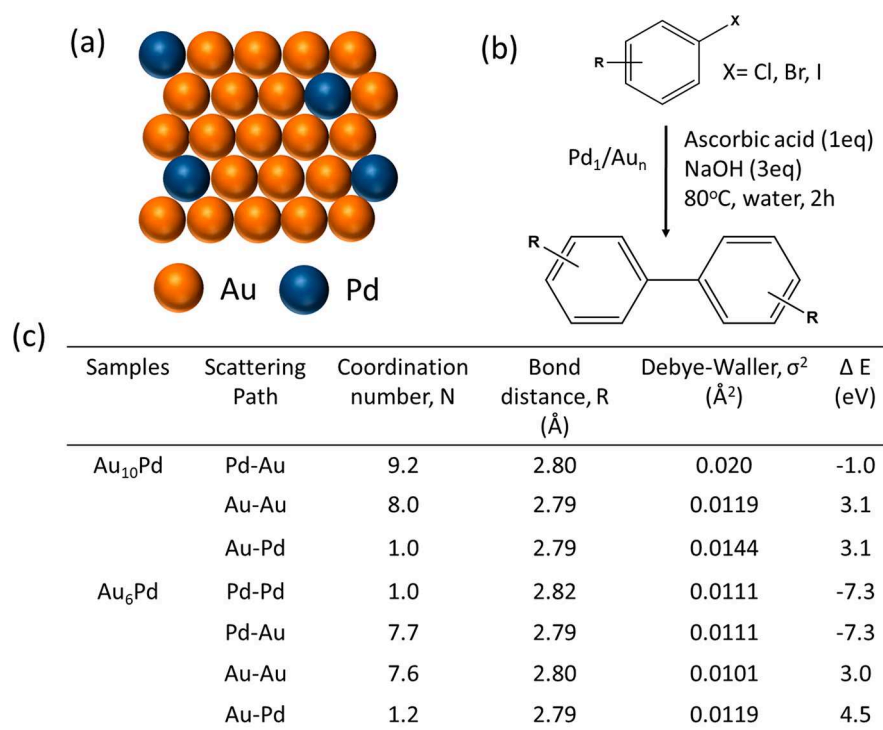 (a)
Au
Pd
(b)
X
R
X= Cl, Br, I
Pd₁/Auₙ
Ascorbic acid (1eq)
NaOH (3eq)
80°C, water, 2h
R
R
(c)
Samples Scattering Path Coordination number, N Bond distance, R (Å) Debye-Waller, σ² (Å²) Δ E (eV)
Au₁₀Pd Pd-Au 9.2 2.80 0.020 -1.0
Au-Au 8.0 2.79 0.0119 3.1
Au-Pd 1.0 2.79 0.0144 3.1
Au₆Pd Pd-Pd 1.0 2.82 0.0111 -7.3
Pd-Au 7.7 2.79 0.0111 -7.3
Au-Au 7.6 2.80 0.0101 3.0
Au-Pd 1.2 2.79 0.0119 4.5